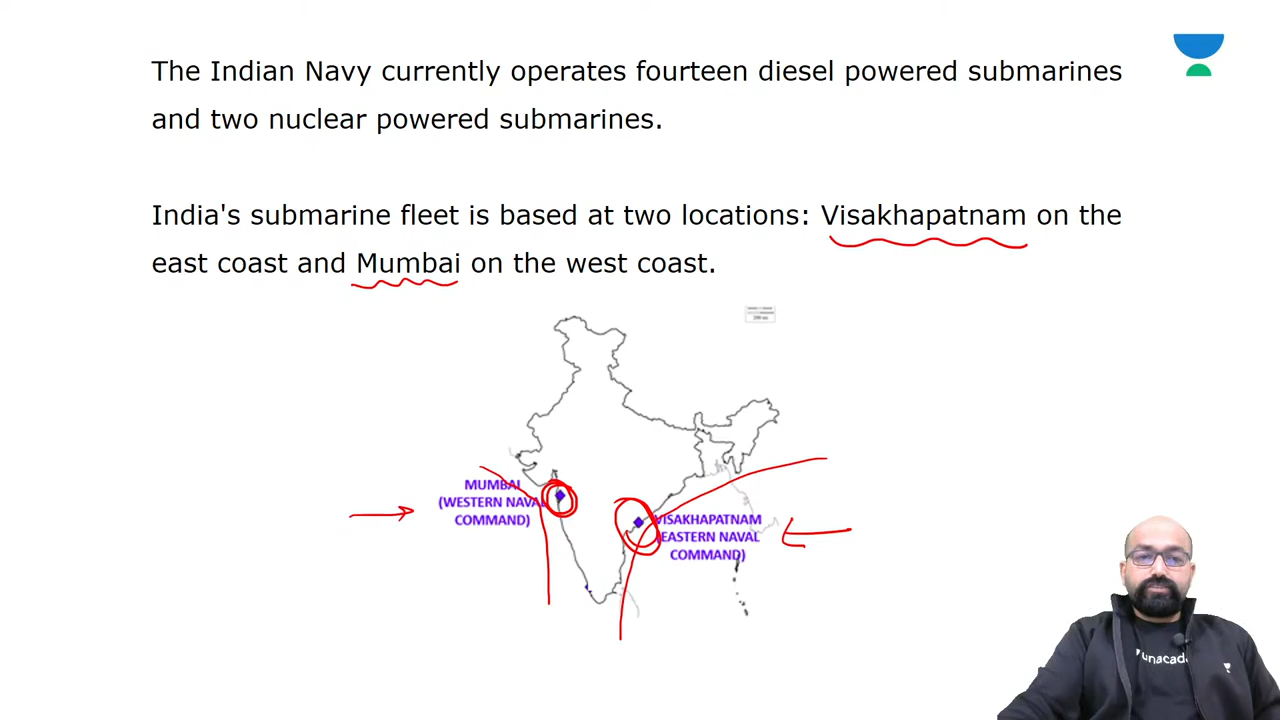 The Indian Navy currently operates fourteen diesel powered submarines
and two nuclear powered submarines.
India's submarine fleet is based at two locations: Visakhapatnam on the
east coast and Mumbai on the west coast.
MUMBAI
(WESTERN NAVAL
COMMAND)
VISAKHAPATNAM
(EASTERN NAVAL
COMMAND)